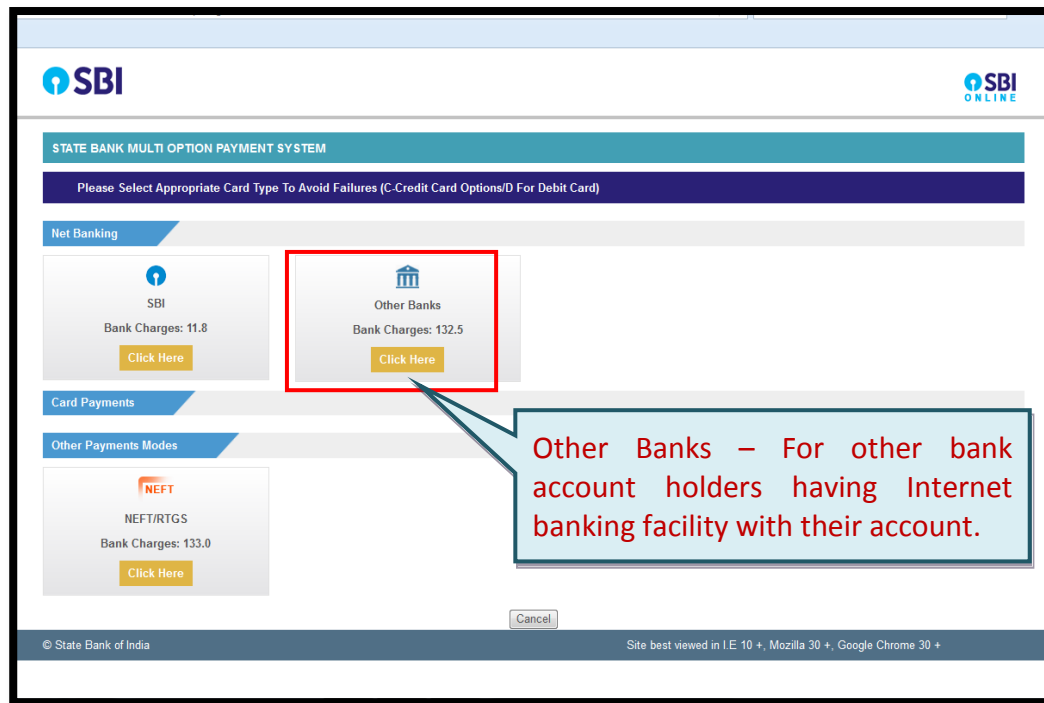 SBI
SBI
ONLINE
STATE BANK MULTI OPTION PAYMENT SYSTEM
Please Select Appropriate Card Type To Avoid Failures (C-Credit Card Options/D For Debit Card)
Net Banking
SBI
Bank Charges: 11.8
Click Here
Other Banks
Bank Charges: 132.5
Click Here
Card Payments
Other Payments Modes
NEFT
NEFT/RTGS
Bank Charges: 133.0
Click Here
Other Banks – For other bank
account holders having Internet
banking facility with their account.
Cancel
© State Bank of India
Site best viewed in I.E 10 +, Mozilla 30 +, Google Chrome 30 +